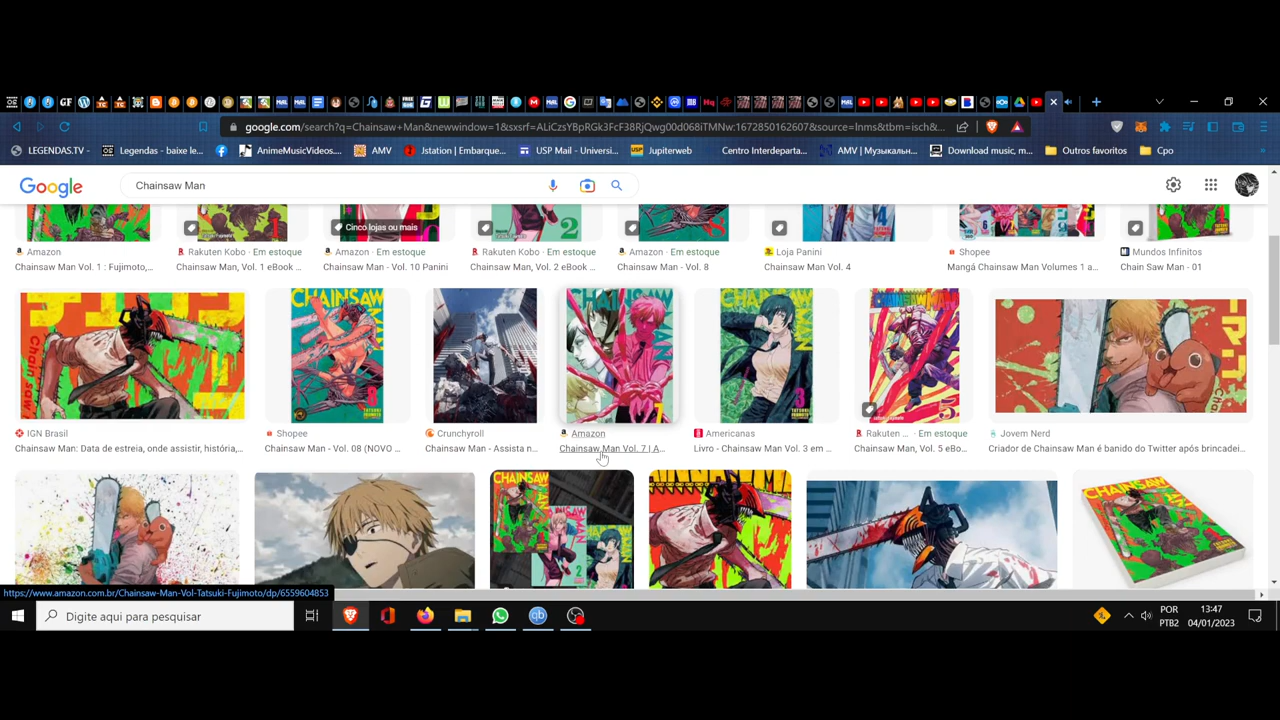 google.com/search?q=Chainsaw+Man&newwindow=1&sxsrf=ALiCzsYBpRGk3FcF38RjQwg00d068iTMNw:1672850162607&source=lnms&tbm=isch&...
LEGENDAS.TV - Legendas - baixe le... AnimeMusicVideos.... AMV Jstation | Embarque... USP Mail - Universi... Jupiterweb Centro Interdeparta... AMV | Музыкальн... Download music, m... Outros favoritos Cpo
Google Chainsaw Man
Cinco lojas ou mais
Amazon Rakuten Kobo · Em estoque Amazon · Em estoque Rakuten Kobo · Em estoque Amazon · Em estoque Loja Panini Shopee Mundos Infinitos
Chainsaw Man Vol. 1 : Fujimoto,... Chainsaw Man, Vol. 1 eBook ... Chainsaw Man - Vol. 10 Panini Chainsaw Man, Vol. 2 eBook ... Chainsaw Man - Vol. 8 Chainsaw Man Vol. 4 Mangá Chainsaw Man Volumes 1 a... Chain Saw Man - 01
IGN Brasil Shopee Crunchyroll Amazon Americanas Rakuten ... · Em estoque Jovem Nerd
Chainsaw Man: Data de estreia, onde assistir, história,... Chainsaw Man - Vol. 08 (NOVO ... Chainsaw Man - Assista n... Chainsaw Man Vol. 7 | A... Livro - Chainsaw Man Vol. 3 em ... Chainsaw Man, Vol. 5 eBo... Criador de Chainsaw Man é banido do Twitter após brincadei...
https://www.amazon.com.br/Chainsaw-Man-Vol-Tatsuki-Fujimoto/dp/6559604853
Digite aqui para pesquisar
POR 13:47
PTB2 04/01/2023